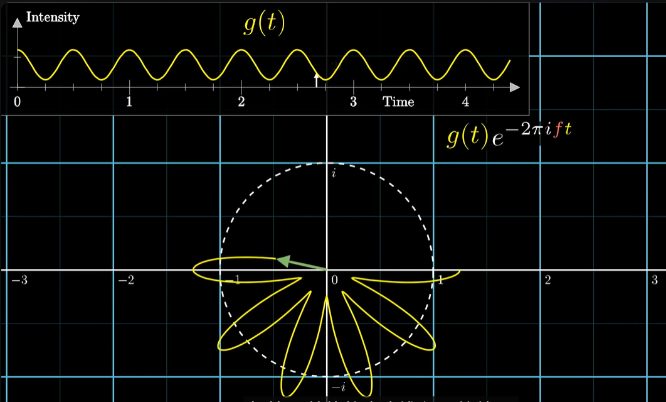 Intensity
g(t)
0 1 2 3 Time 4
g(t)e^{-2πift}
i
-3 -2 -1 0 1 2 3
-i